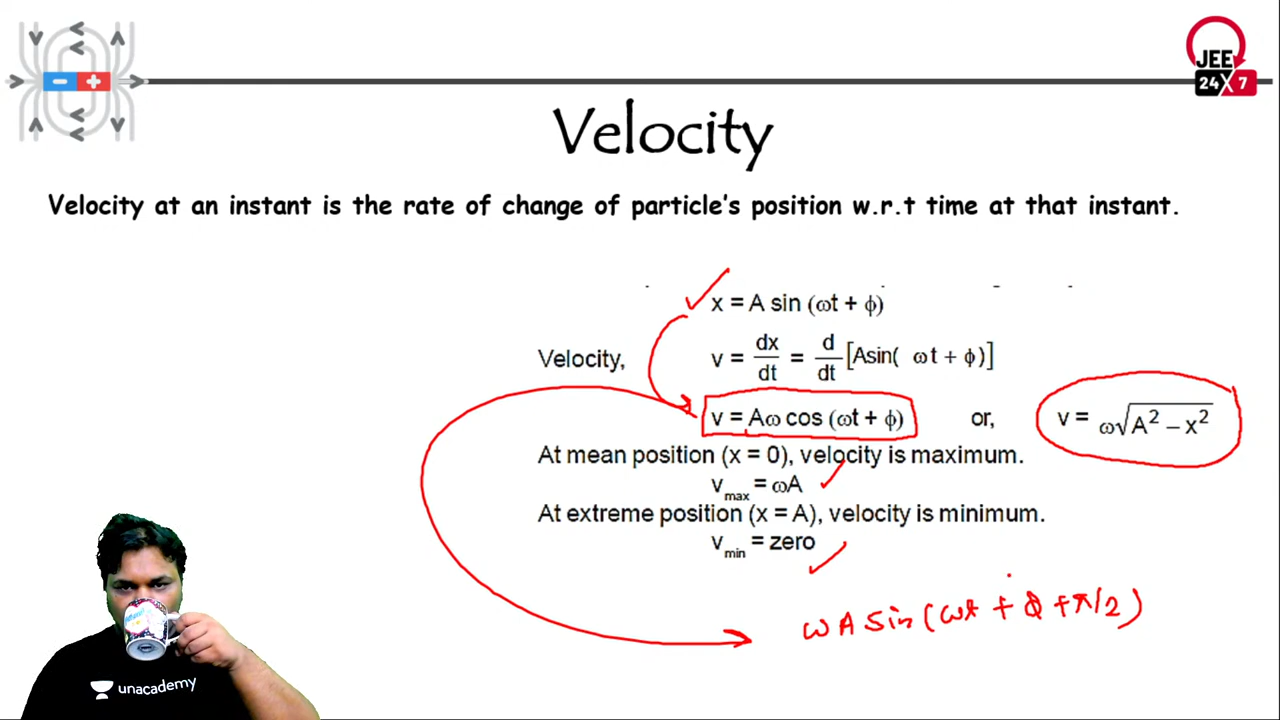 JEE
24X7
Velocity
Velocity at an instant is the rate of change of particle's position w.r.t time at that instant.
x = A sin (ωt + ϕ)
Velocity, v = dx/dt = d/dt [Asin( ωt + ϕ)]
v = Aω cos (ωt + ϕ) or, v = ω√A² – x²
At mean position (x = 0), velocity is maximum.
vmax = ωA
At extreme position (x = A), velocity is minimum.
vmin = zero
ωA Sin(ωt + ϕ + π/2)
unacademy